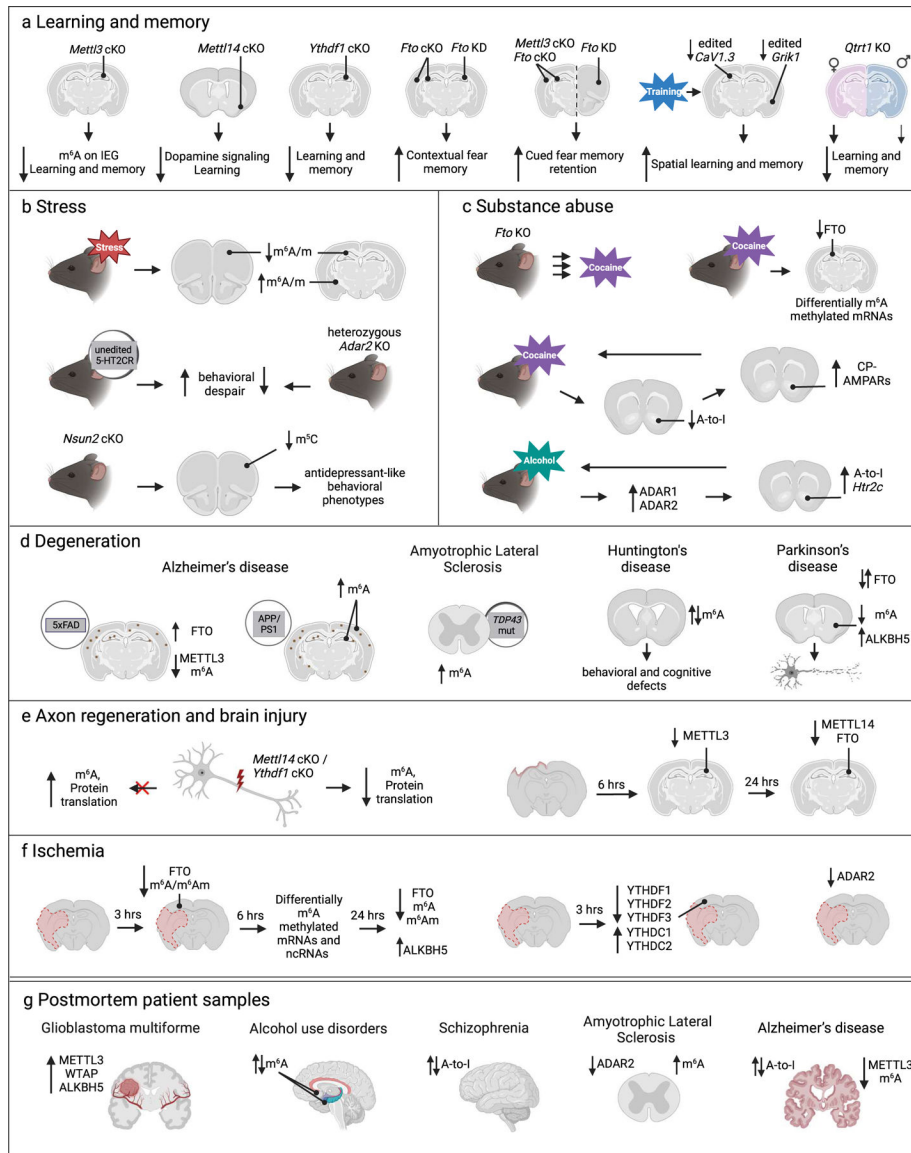 a Learning and memory
Mettl3 cKO
Mettl14 cKO
Ythdf1 cKO
Fto cKO
Fto KD
Mettl3 cKO
Fto cKO
Fto KD
↓ edited
CaV1.3
↓ edited
Grik1
Qtrt1 KO
♀
♂
Training
↓ m⁶A on IEG
Learning and memory
↓ Dopamine signaling
Learning
↓ Learning and
memory
↑ Contextual fear
memory
↑ Cued fear memory
retention
↑ Spatial learning and memory
↓ Learning and
memory
b Stress
Stress
↓m⁶A/m
↑m⁶A/m
unedited
5-HT2CR
↑ behavioral ↓
despair
heterozygous
Adar2 KO
Nsun2 cKO
↓ m⁵C
antidepressant-like
behavioral
phenotypes
c Substance abuse
Fto KO
Cocaine
Cocaine
↓FTO
Differentially m⁶A
methylated mRNAs
Cocaine
↓A-to-I
↑ CP-
AMPARs
Alcohol
↑ADAR1
ADAR2
↑ A-to-I
Htr2c
d Degeneration
Alzheimer's disease
5xFAD
↑ FTO
↓ METTL3
m⁶A
APP/
PS1
↑ m⁶A
Amyotrophic Lateral
Sclerosis
TDP43
mut
↑ m⁶A
Huntington's
disease
↑↓m⁶A
behavioral and cognitive
defects
Parkinson's
disease
↓↑ FTO
↓ m⁶A
↑ ALKBH5
e Axon regeneration and brain injury
↑ m⁶A,
Protein
translation
Mettl14 cKO /
Ythdf1 cKO
↓ m⁶A,
Protein
translation
6 hrs
↓ METTL3
24 hrs
↓ METTL14
FTO
f Ischemia
3 hrs
↓ FTO
m⁶A/m⁶Am
6 hrs
Differentially
m⁶A
methylated
mRNAs and
ncRNAs
24 hrs
↓ FTO
m⁶A
m⁶Am
↑ALKBH5
3 hrs
↓ YTHDF1
YTHDF2
YTHDF3
↑ YTHDC1
YTHDC2
↓ ADAR2
g Postmortem patient samples
Glioblastoma multiforme
↑ METTL3
WTAP
ALKBH5
Alcohol use disorders
↑↓m⁶A
Schizophrenia
↑↓A-to-I
Amyotrophic Lateral
Sclerosis
↓ADAR2
↑m⁶A
Alzheimer's disease
↑↓A-to-I
↓ METTL3
m⁶A